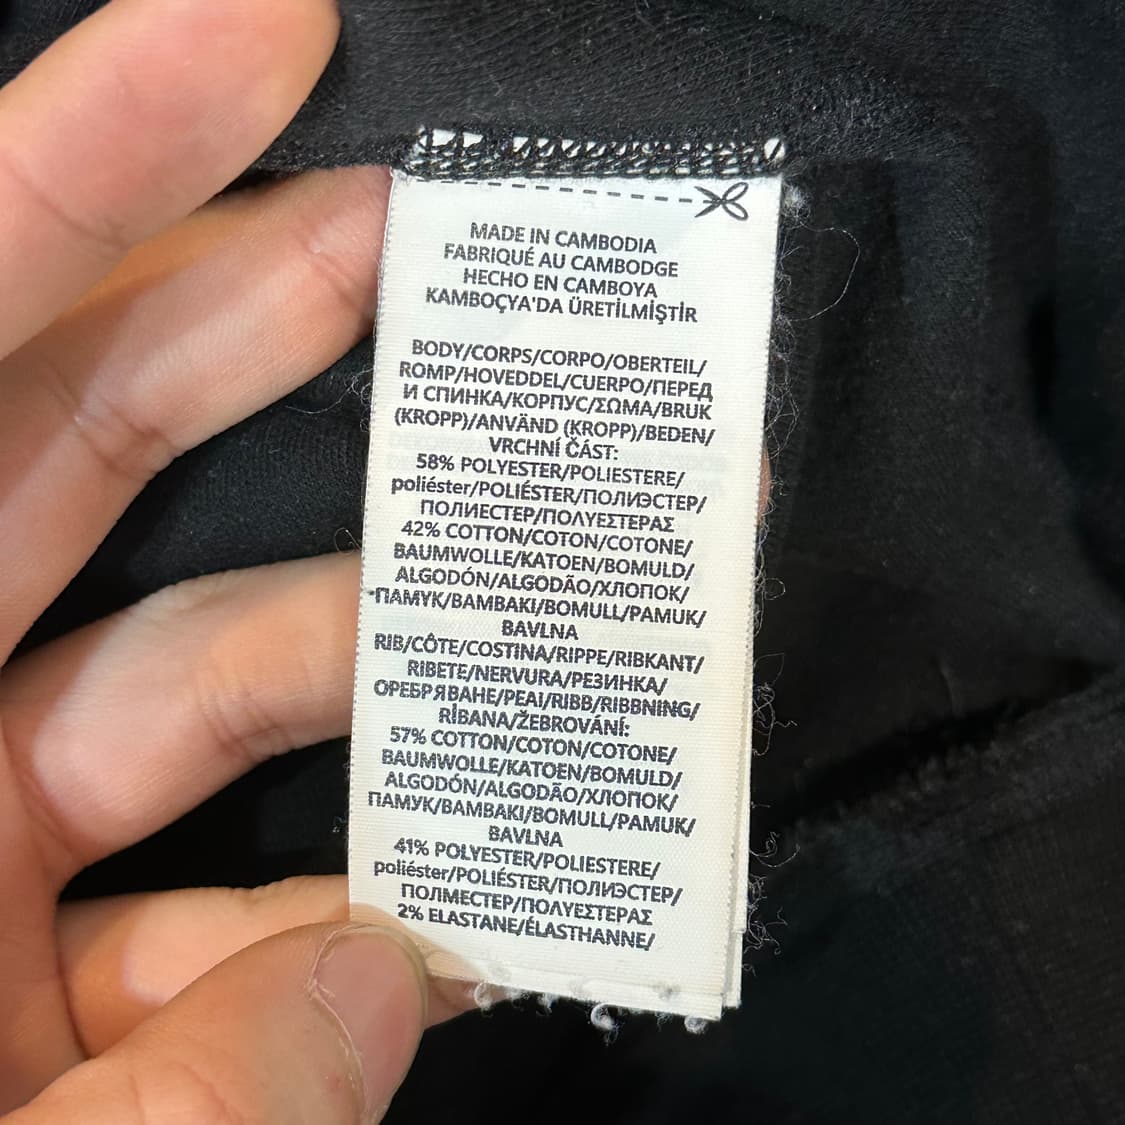 MADE IN CAMBODIA
FABRIQUÉ AU CAMBODGE
HECHO EN CAMBOYA
KAMBOÇYA'DA ÜRETİLMİŞTİR
BODY/CORPS/CORPO/OBERTEIL/
ROMP/HOVEDDEL/CUERPO/ПЕРЕД
И СПИНКА/КОРПУС/ΣΩΜΑ/BRUK
(KROPP)/ANVÄND (KROPP)/BEDEN/
VRCHNÍ ČÁST:
58% POLYESTER/POLIESTERE/
poliéster/POLIÉSTER/ПОЛИЭСТЕР/
ПОЛИЕСТЕР/ΠΟΛΥΕΣΤΕΡΑΣ
42% COTTON/COTON/COTONE/
BAUMWOLLE/KATOEN/BOMULD/
ALGODÓN/ALGODÃO/ХЛОПОК/
ПАМУК/BAMBAKI/BOMULL/PAMUK/
BAVLNA
RIB/CÔTE/COSTINA/RIPPE/RIBKANT/
RIBETE/NERVURA/РЕЗИНКА/
ОРЕБРЯВАНЕ/PEAI/RIBB/RIBBNING/
RİBANA/ŽEBROVÁNÍ:
57% COTTON/COTON/COTONE/
BAUMWOLLE/KATOEN/BOMULD/
ALGODÓN/ALGODÃO/ХЛОПОК/
ПАМУК/BAMBAKI/BOMULL/PAMUK/
BAVLNA
41% POLYESTER/POLIESTERE/
poliéster/POLIÉSTER/ПОЛИЭСТЕР/
ПОЛМЕСТЕР/ΠΟΛΥΕΣΤΕΡΑΣ
2% ELASTANE/ÉLASTHANNE/